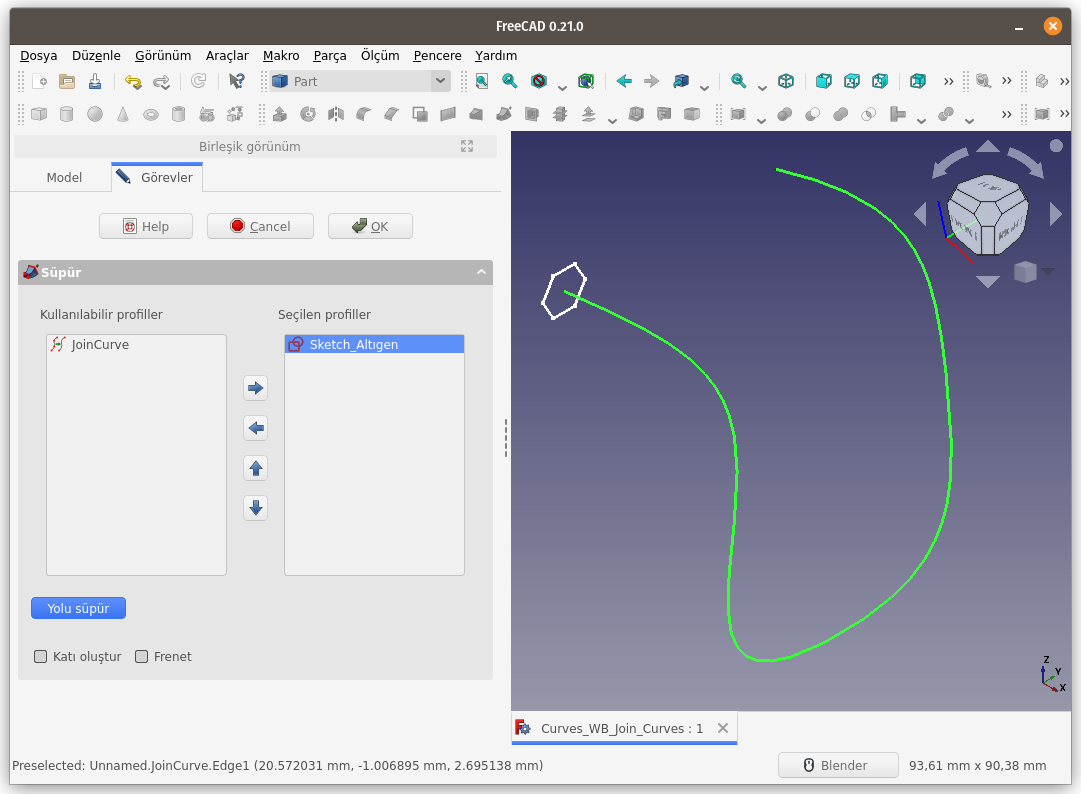 FreeCAD 0.21.0
Dosya Düzenle Görünüm Araçlar Makro Parça Ölçüm Pencere Yardım
Part
Birleşik görünüm
Model Görevler
Help Cancel OK
Süpür
Kullanılabilir profiller Seçilen profiller
JoinCurve Sketch_Altıgen
Yolu süpür
Katı oluştur Frenet
Z
Y
X
Curves_WB_Join_Curves : 1
Preselected: Unnamed.JoinCurve.Edge1 (20.572031 mm, -1.006895 mm, 2.695138 mm) Blender 93,61 mm x 90,38 mm